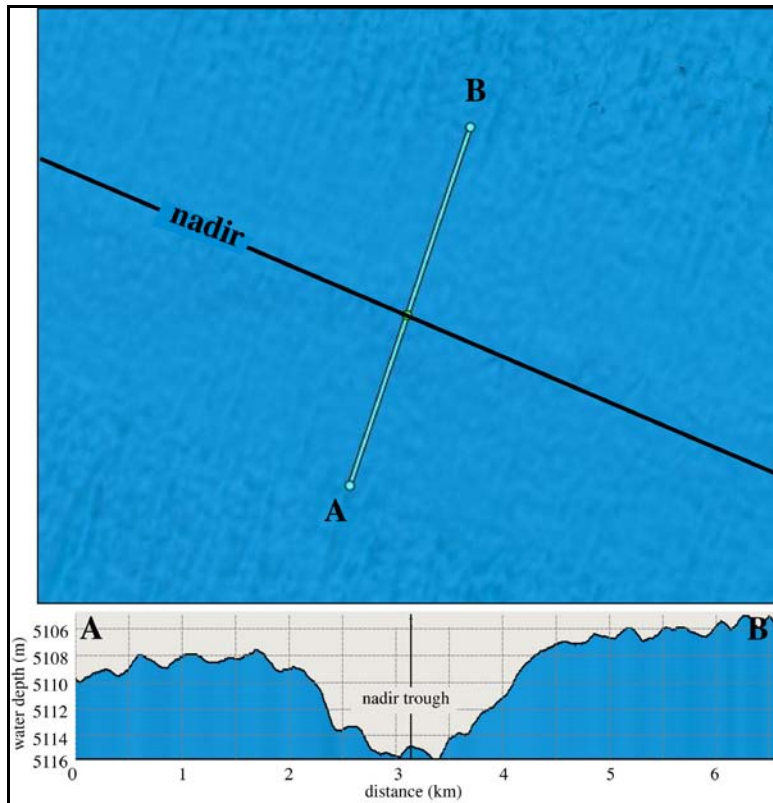 B
nadir
A
A
B
5106
5108
5110
5112
5114
5116
water depth (m)
nadir trough
0 1 2 3 4 5 6
distance (km)